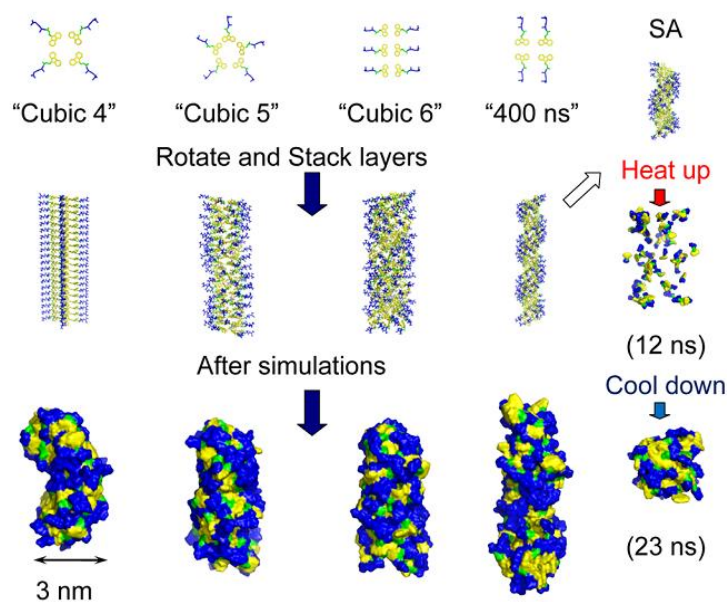 SA
“Cubic 4” “Cubic 5” “Cubic 6” “400 ns”
Rotate and Stack layers
Heat up
(12 ns)
After simulations
Cool down
(23 ns)
3 nm